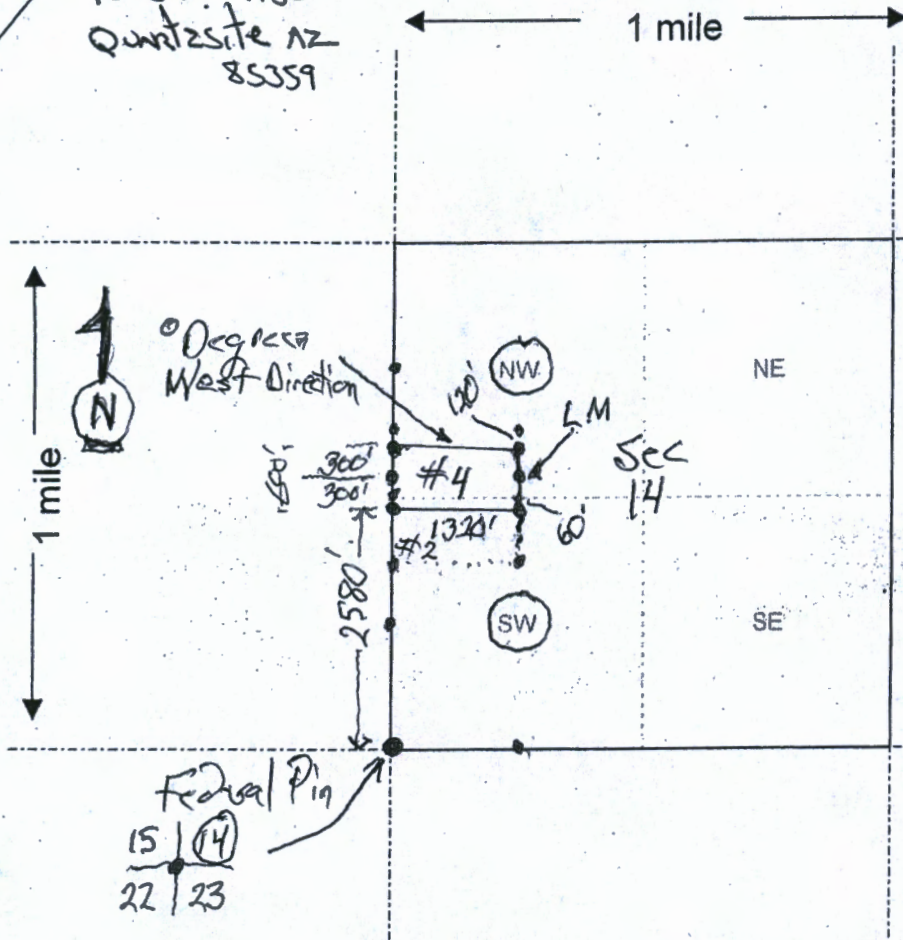 Quartzsite AZ
85359
1 mile
1 mile
N
° Degrees
West Direction
NW
NE
120'
LM
Sec
14
300'
300'
#4
1320'
60'
#2
2580'
SW
SE
Federal Pin
15 14
22 23